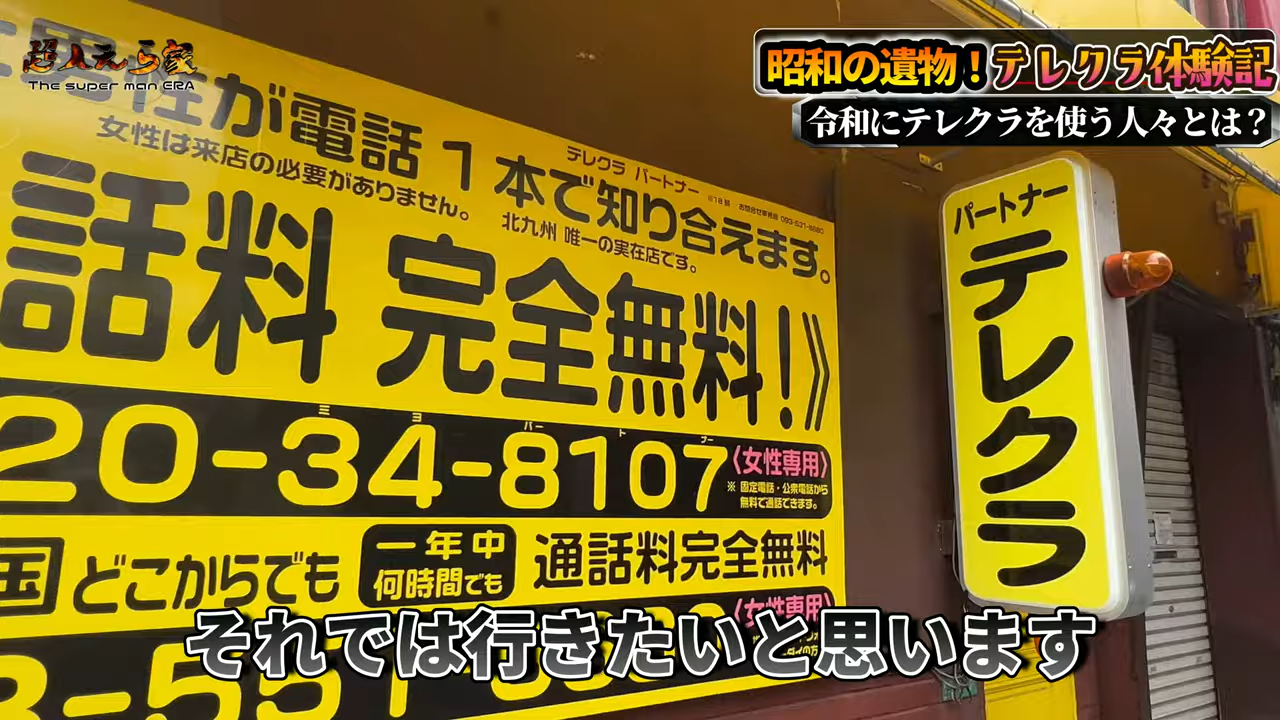 超人えら家
The super man ERA
昭和の遺物！テレクラ体験記
令和にテレクラを使う人々とは？
性が電話1本で知り合えます。
女性は来店の必要がありません。
テレクラ パートナー
北九州 唯一の実在店です。
話料 完全無料！》
20-34-8107
ミ ヨ パー ト ナー
〈女性専用〉
※ 固定電話・公衆電話から
無料で通話できます。
国 どこからでも
一年中
何時間でも
通話料完全無料
〈女性専用〉
パートナー
テレクラ
それでは行きたいと思います